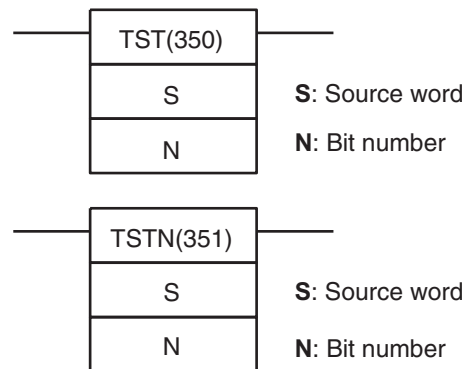 TST(350)
S
S: Source word
N
N: Bit number
TSTN(351)
S
S: Source word
N
N: Bit number